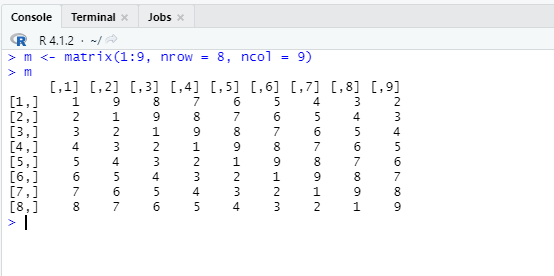 Console Terminal × Jobs ×
R R 4.1.2 · ~/
> m <- matrix(1:9, nrow = 8, ncol = 9)
> m
     [,1] [,2] [,3] [,4] [,5] [,6] [,7] [,8] [,9]
[1,]    1    9    8    7    6    5    4    3    2
[2,]    2    1    9    8    7    6    5    4    3
[3,]    3    2    1    9    8    7    6    5    4
[4,]    4    3    2    1    9    8    7    6    5
[5,]    5    4    3    2    1    9    8    7    6
[6,]    6    5    4    3    2    1    9    8    7
[7,]    7    6    5    4    3    2    1    9    8
[8,]    8    7    6    5    4    3    2    1    9
>